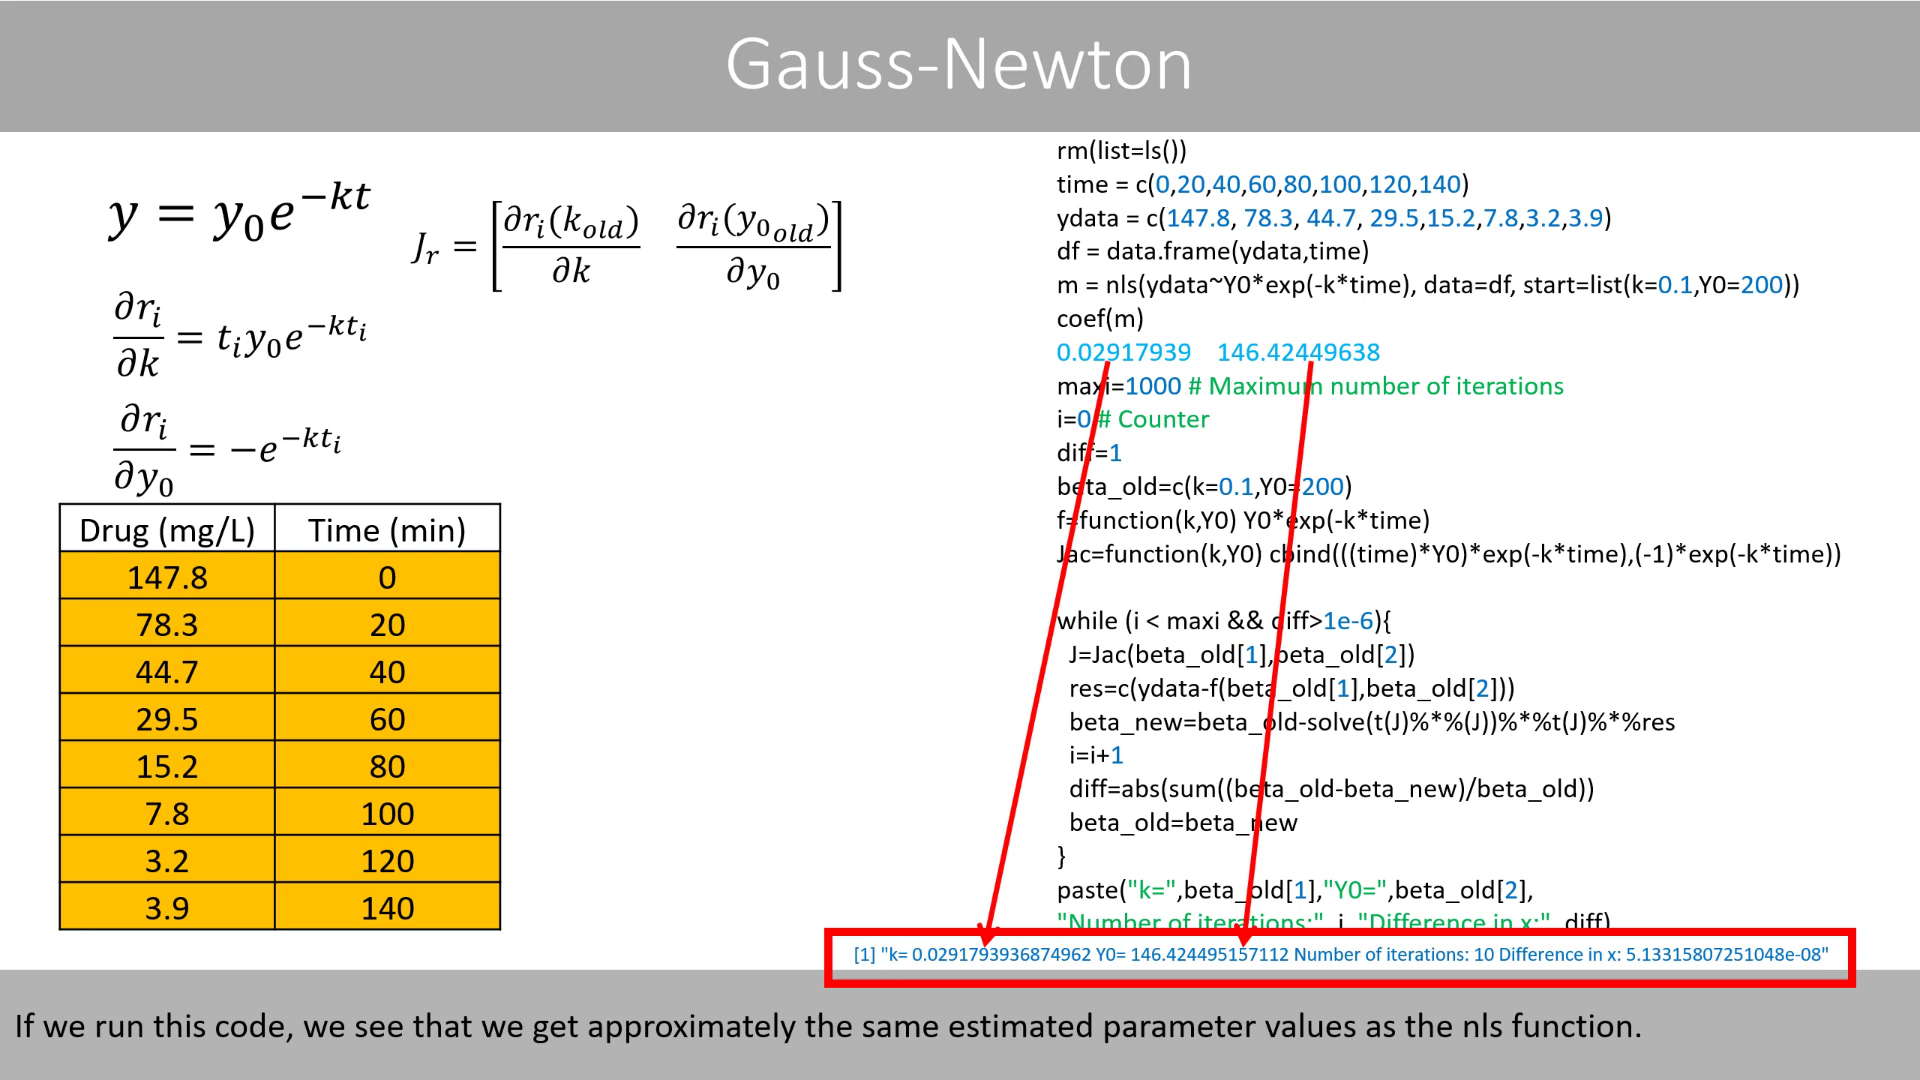 Gauss-Newton
y = y₀e^{−kt}
J_r = [∂r_i(k_old)/∂k ∂r_i(y₀_old)/∂y₀]
∂r_i/∂k = t_i y₀e^{−kt_i}
∂r_i/∂y₀ = −e^{−kt_i}
Drug (mg/L) Time (min)
147.8 0
78.3 20
44.7 40
29.5 60
15.2 80
7.8 100
3.2 120
3.9 140
rm(list=ls())
time = c(0,20,40,60,80,100,120,140)
ydata = c(147.8, 78.3, 44.7, 29.5,15.2,7.8,3.2,3.9)
df = data.frame(ydata,time)
m = nls(ydata~Y0*exp(-k*time), data=df, start=list(k=0.1,Y0=200))
coef(m)
0.02917939 146.42449638
maxi=1000 # Maximum number of iterations
i=0 # Counter
diff=1
beta_old=c(k=0.1,Y0=200)
f=function(k,Y0) Y0*exp(-k*time)
Jac=function(k,Y0) cbind(((time)*Y0)*exp(-k*time),(-1)*exp(-k*time))
while (i < maxi && diff>1e-6){
J=Jac(beta_old[1],beta_old[2])
res=c(ydata-f(beta_old[1],beta_old[2]))
beta_new=beta_old-solve(t(J)%*%(J))%*%t(J)%*%res
i=i+1
diff=abs(sum((beta_old-beta_new)/beta_old))
beta_old=beta_new
}
paste("k=",beta_old[1],"Y0=",beta_old[2],
"Number of iterations:", i, "Difference in x:", diff)
[1] "k= 0.0291793936874962 Y0= 146.424495157112 Number of iterations: 10 Difference in x: 5.13315807251048e-08"
If we run this code, we see that we get approximately the same estimated parameter values as the nls function.